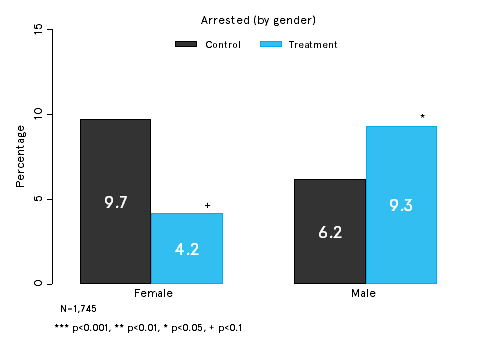 Arrested (by gender)
Control
Treatment
Percentage
15
10
5
0
9.7
+
4.2
6.2
*
9.3
Female
Male
N=1,745
*** p<0.001, ** p<0.01, * p<0.05, + p<0.1